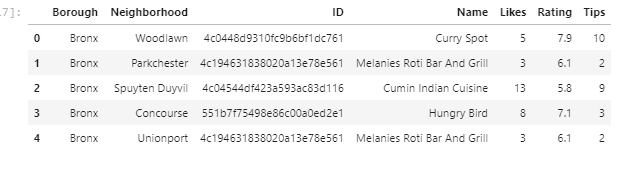 7]: Borough Neighborhood ID Name Likes Rating Tips
0 Bronx Woodlawn 4c0448d9310fc9b6bf1dc761 Curry Spot 5 7.9 10
1 Bronx Parkchester 4c194631838020a13e78e561 Melanies Roti Bar And Grill 3 6.1 2
2 Bronx Spuyten Duyvil 4c04544df423a593ac83d116 Cumin Indian Cuisine 13 5.8 9
3 Bronx Concourse 551b7f75498e86c00a0ed2e1 Hungry Bird 8 7.1 3
4 Bronx Unionport 4c194631838020a13e78e561 Melanies Roti Bar And Grill 3 6.1 2